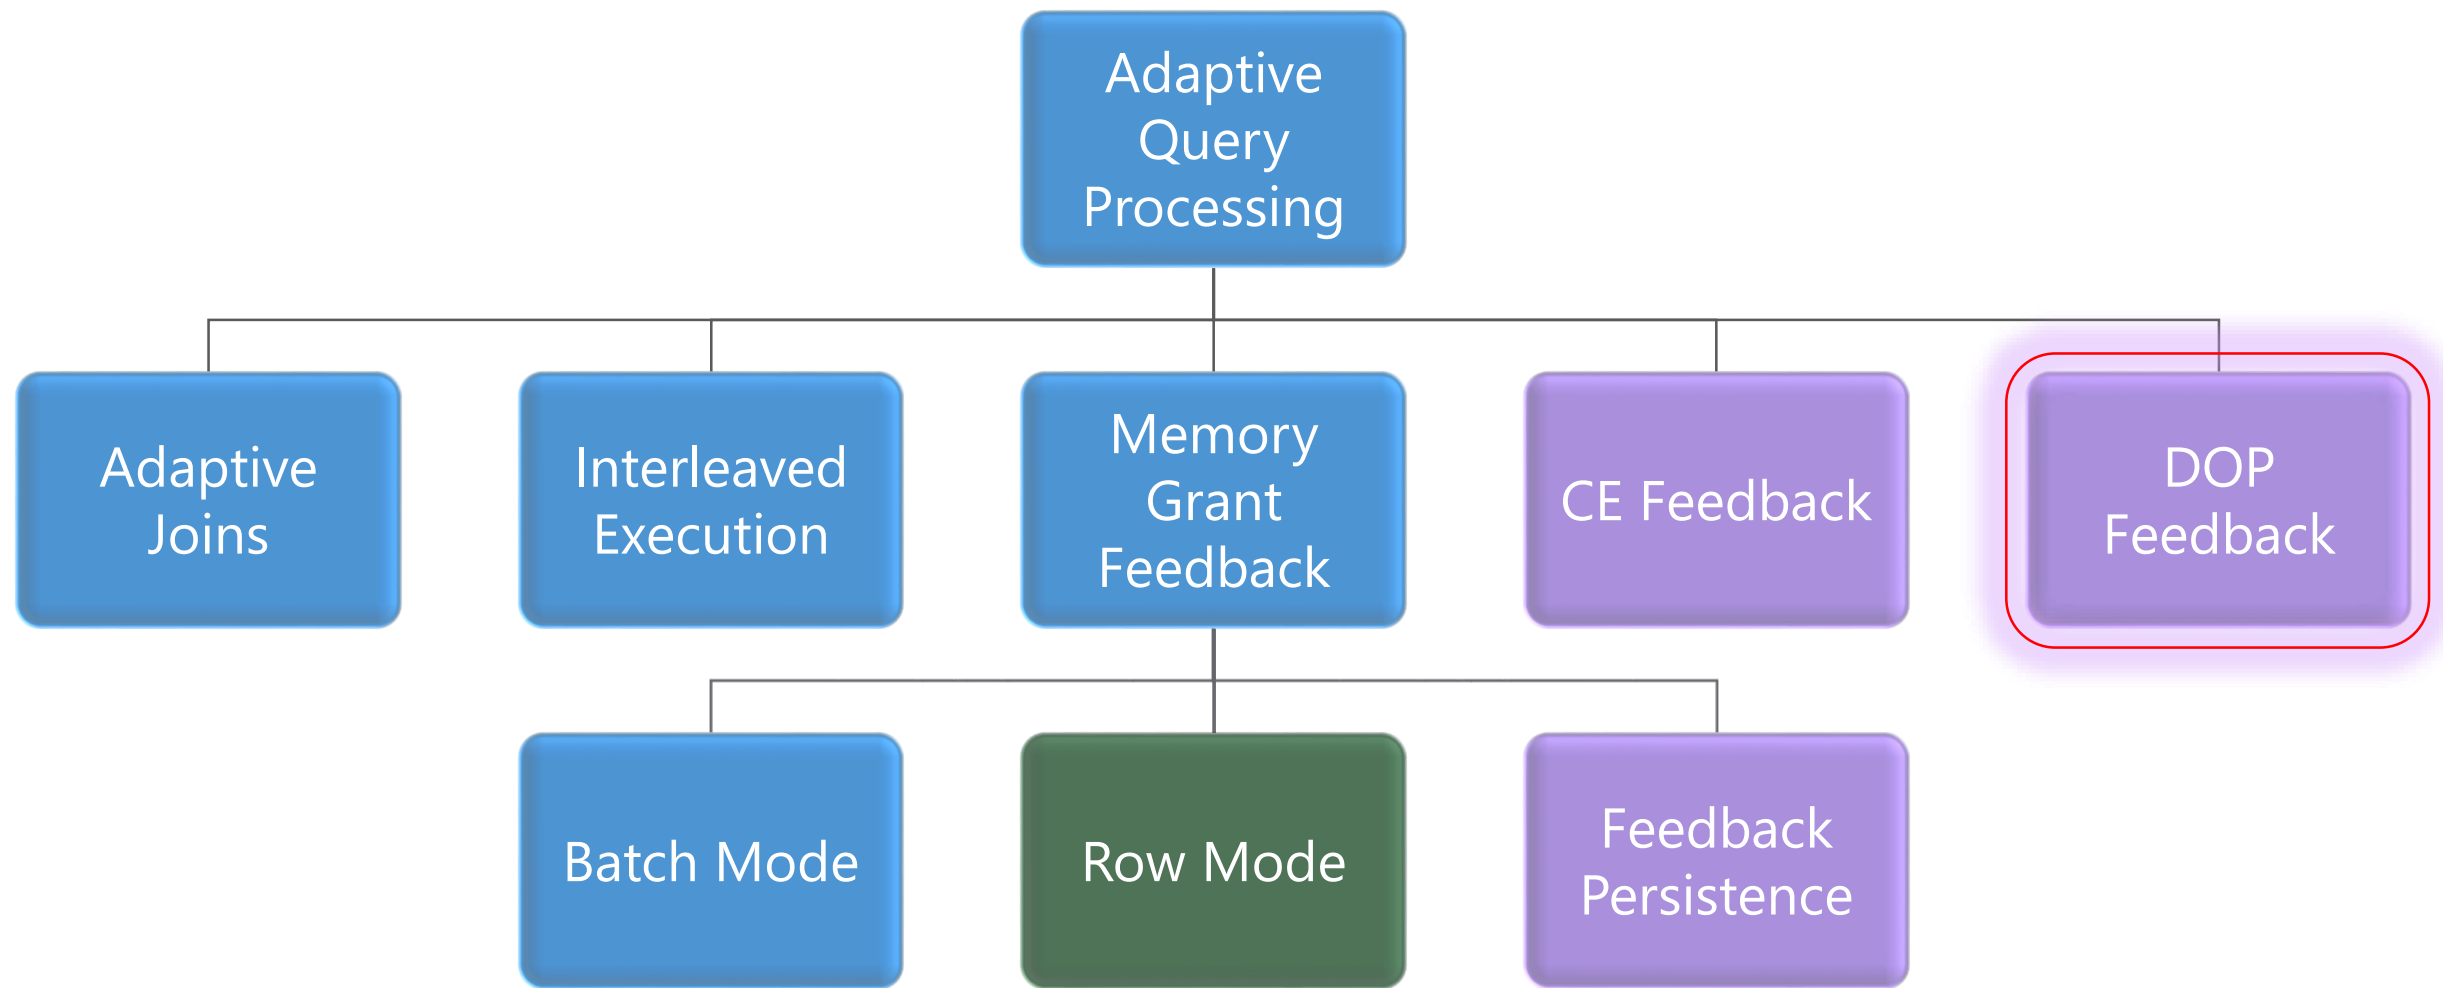 Adaptive
Query
Processing
Adaptive
Joins
Interleaved
Execution
Memory
Grant
Feedback
CE Feedback
DOP
Feedback
Batch Mode
Row Mode
Feedback
Persistence